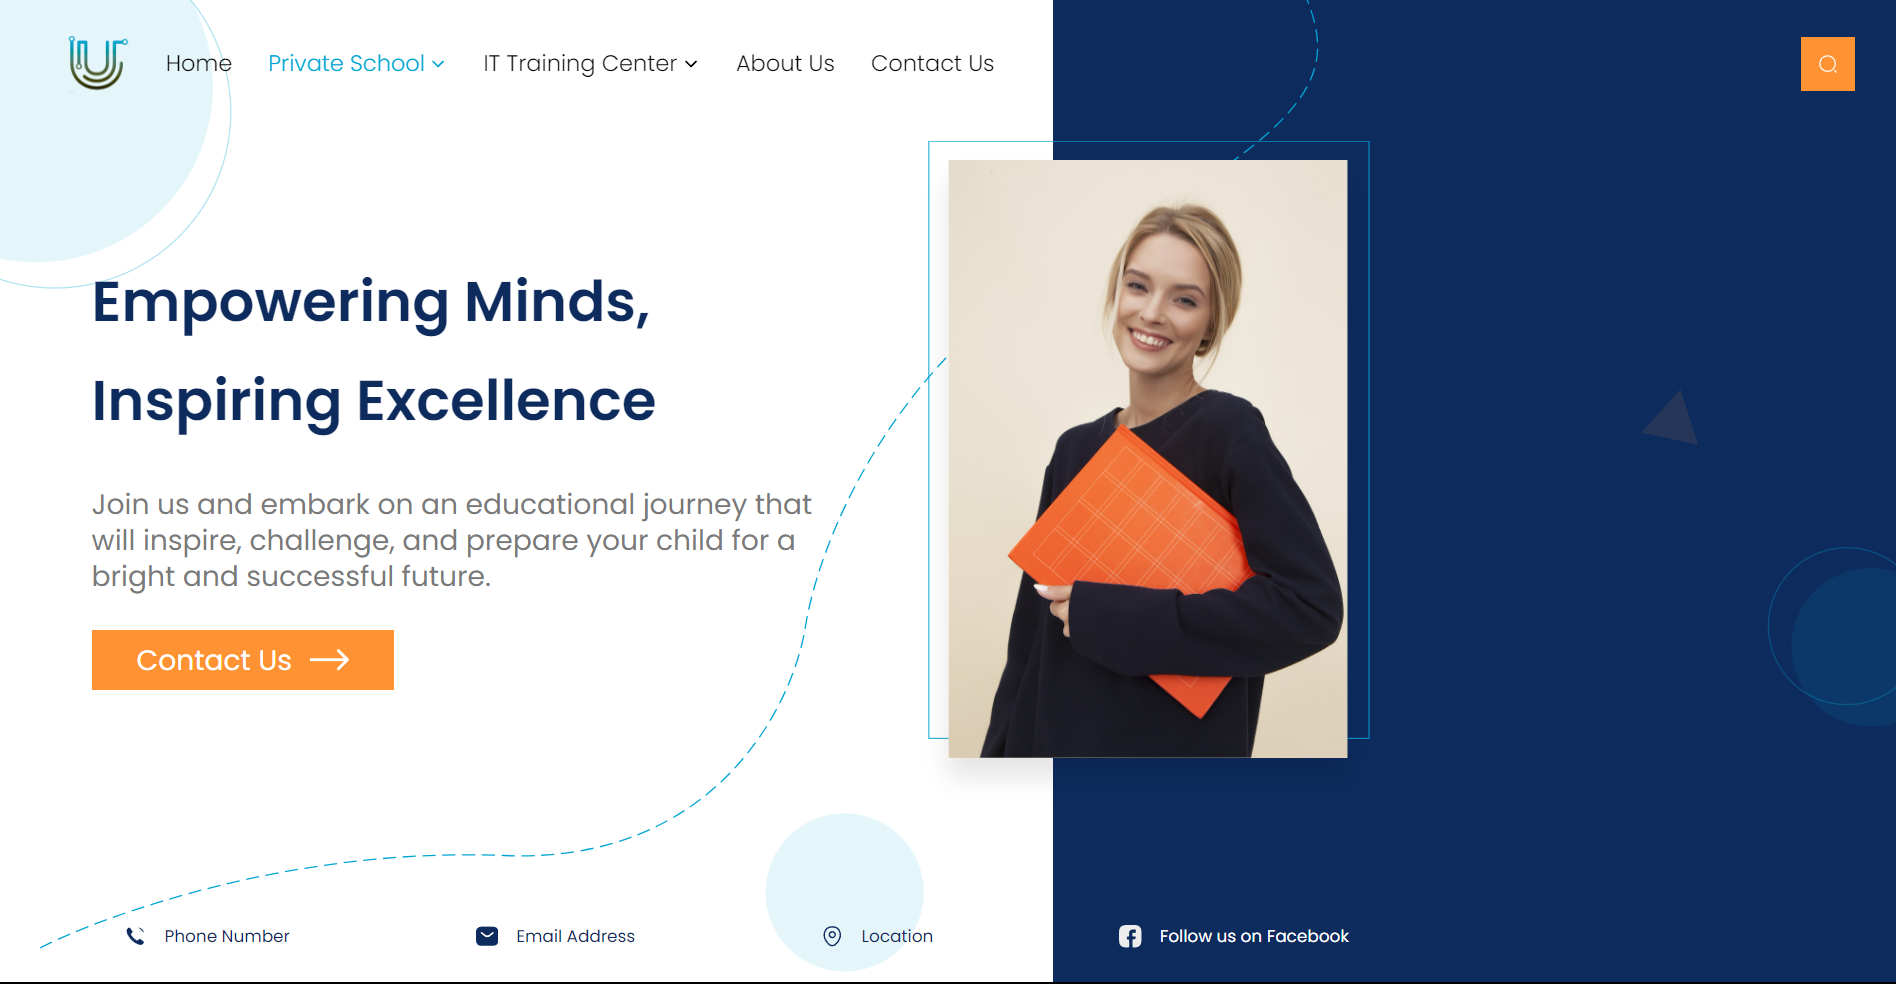 Home Private School IT Training Center About Us Contact Us
Empowering Minds,
Inspiring Excellence
Join us and embark on an educational journey that
will inspire, challenge, and prepare your child for a
bright and successful future.
Contact Us
Phone Number Email Address Location Follow us on Facebook